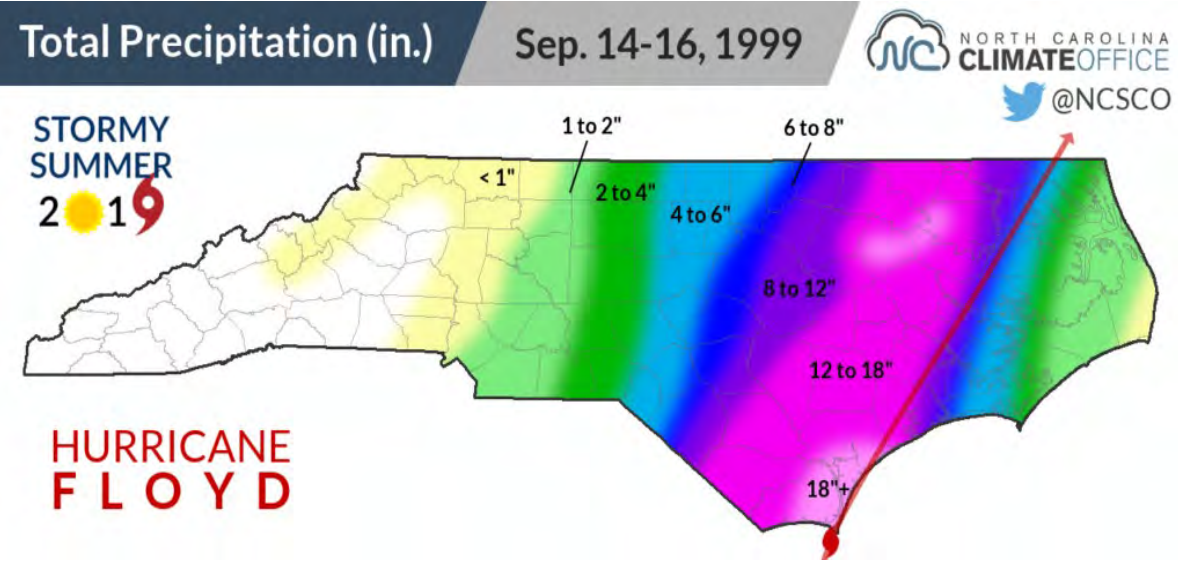 Total Precipitation (in.)
Sep. 14-16, 1999
NC
NORTH CAROLINA
CLIMATEOFFICE
@NCSCO
STORMY
SUMMER
2019
1 to 2"
6 to 8"
< 1"
2 to 4"
4 to 6"
8 to 12"
12 to 18"
18"+
HURRICANE
FLOYD